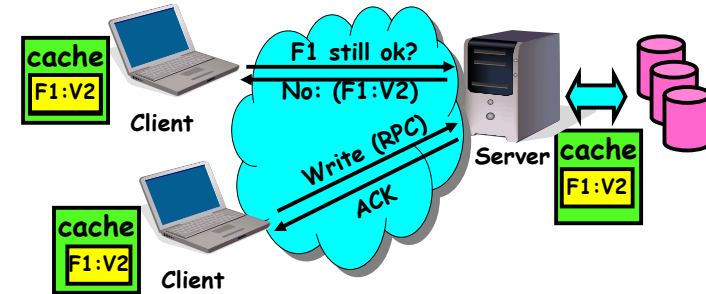 F1 still ok?
cache
F1:V2
No: (F1:V2)
Client
Write (RPC)
Server
cache
F1:V2
ACK
cache
F1:V2
Client